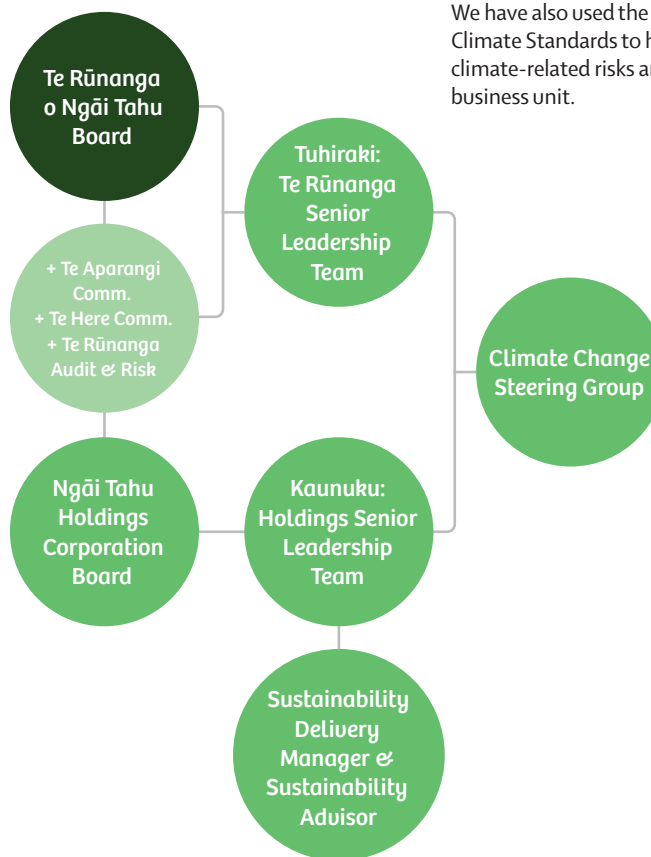 We have also used the
Climate Standards to
climate-related risks
business unit.
Te Rūnanga
o Ngāi Tahu
Board
Tuhiraki:
Te Rūnanga
Senior
Leadership
Team
+ Te Aparangi
Comm.
+ Te Here Comm.
+ Te Rūnanga
Audit & Risk
Climate Change
Steering Group
Ngāi Tahu
Holdings
Corporation
Board
Kaunuku:
Holdings Senior
Leadership
Team
Sustainability
Delivery
Manager &
Sustainability
Advisor